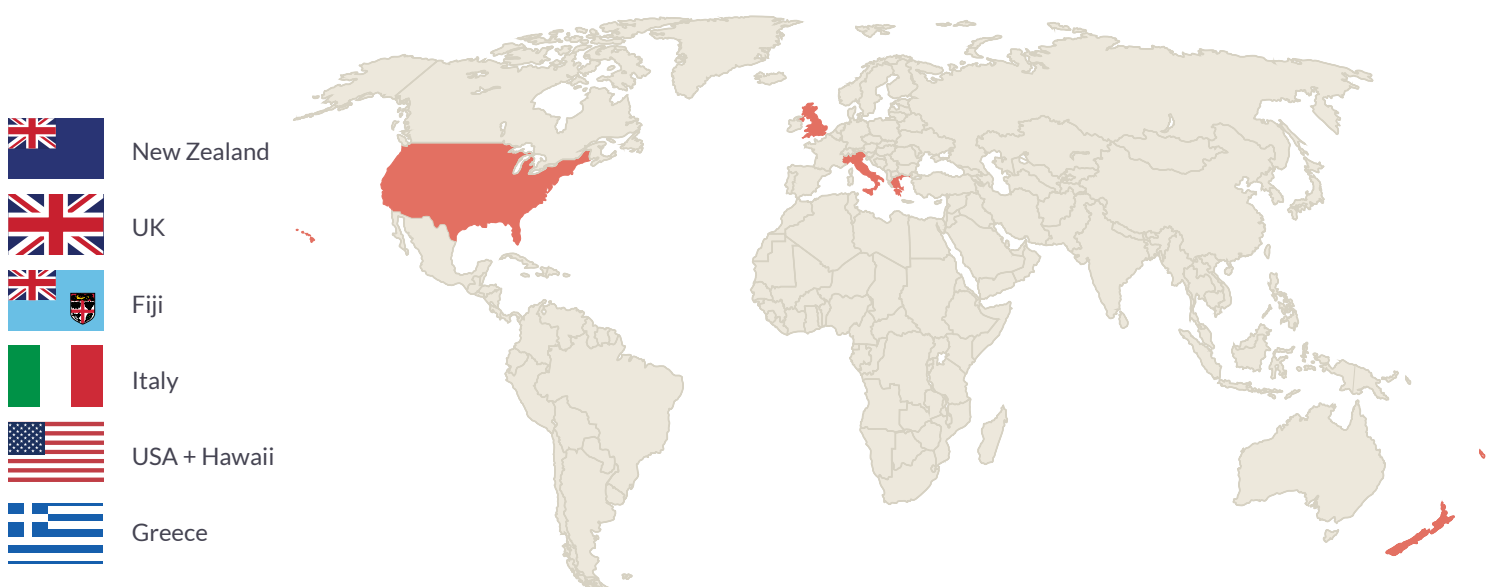 New Zealand
UK
Fiji
Italy
USA + Hawaii
Greece